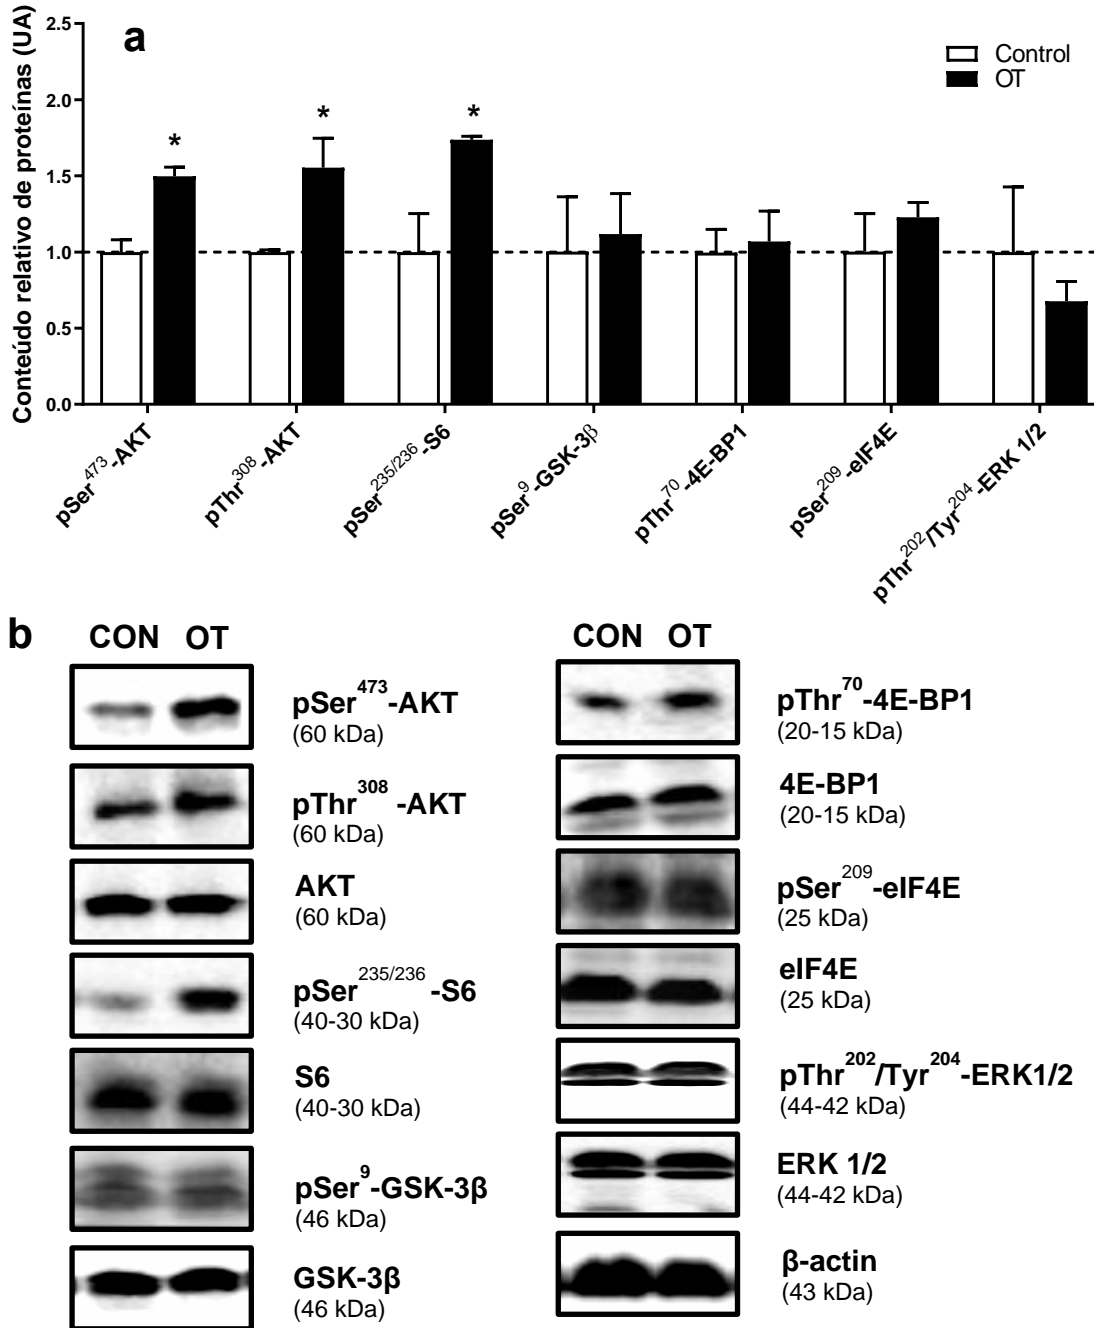 Conteúdo relativo de proteínas (UA)
2.5
2.0
1.5
1.0
0.5
0.0
a
Control
OT
*
*
*
pSer473-AKT
pThr308-AKT
pSer235/236-S6
pSer9-GSK-3β
pThr70-4E-BP1
pSer209-eIF4E
pThr202/Tyr204-ERK 1/2
b
CON OT
pSer473-AKT
(60 kDa)
pThr308 -AKT
(60 kDa)
AKT
(60 kDa)
pSer235/236 -S6
(40-30 kDa)
S6
(40-30 kDa)
pSer9-GSK-3β
(46 kDa)
GSK-3β
(46 kDa)
CON OT
pThr70-4E-BP1
(20-15 kDa)
4E-BP1
(20-15 kDa)
pSer209-eIF4E
(25 kDa)
eIF4E
(25 kDa)
pThr202/Tyr204-ERK1/2
(44-42 kDa)
ERK 1/2
(44-42 kDa)
β-actin
(43 kDa)